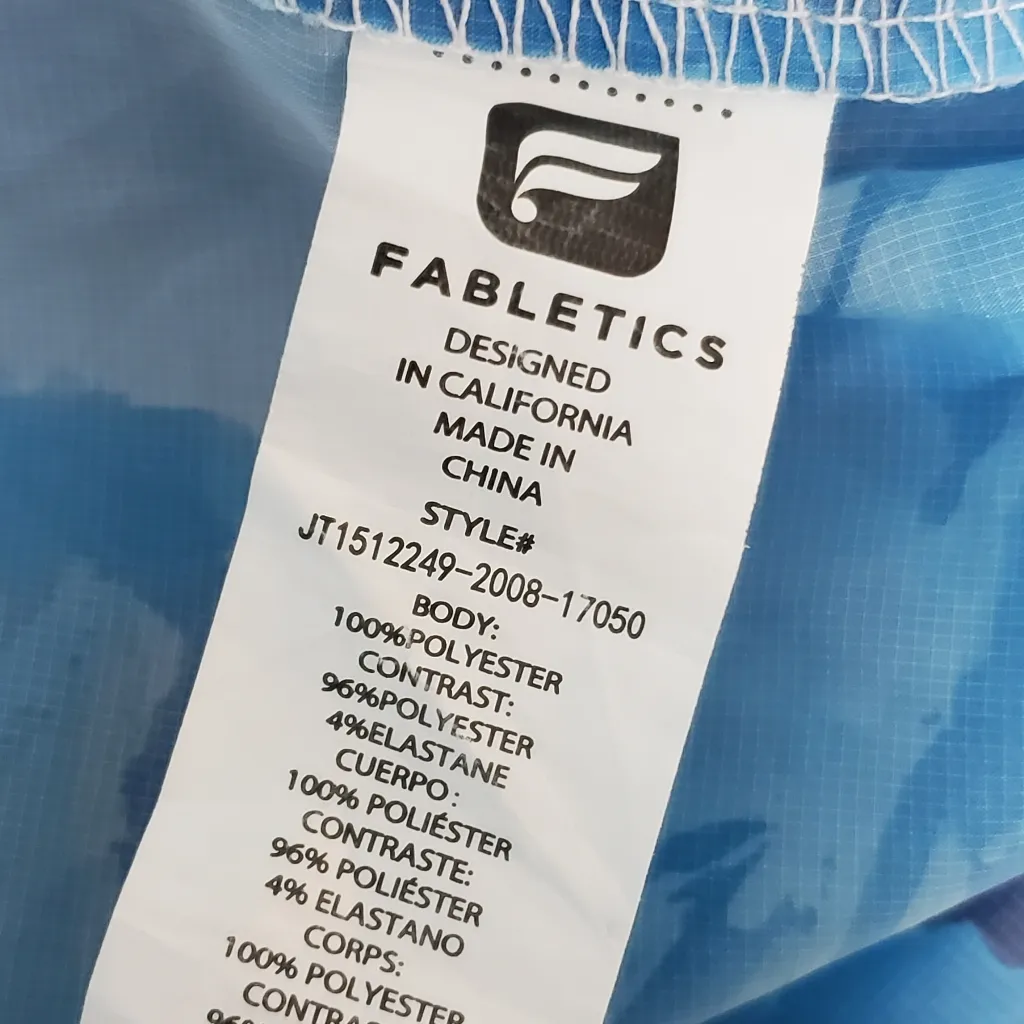 FABLETICS
DESIGNED
IN CALIFORNIA
MADE IN
CHINA
STYLE#
JT1512249-2008-17050
BODY:
100%POLYESTER
CONTRAST:
96%POLYESTER
4%ELASTANE
CUERPO:
100% POLIÉSTER
CONTRASTE:
96% POLIÉSTER
4% ELASTANO
CORPS:
100% POLYESTER